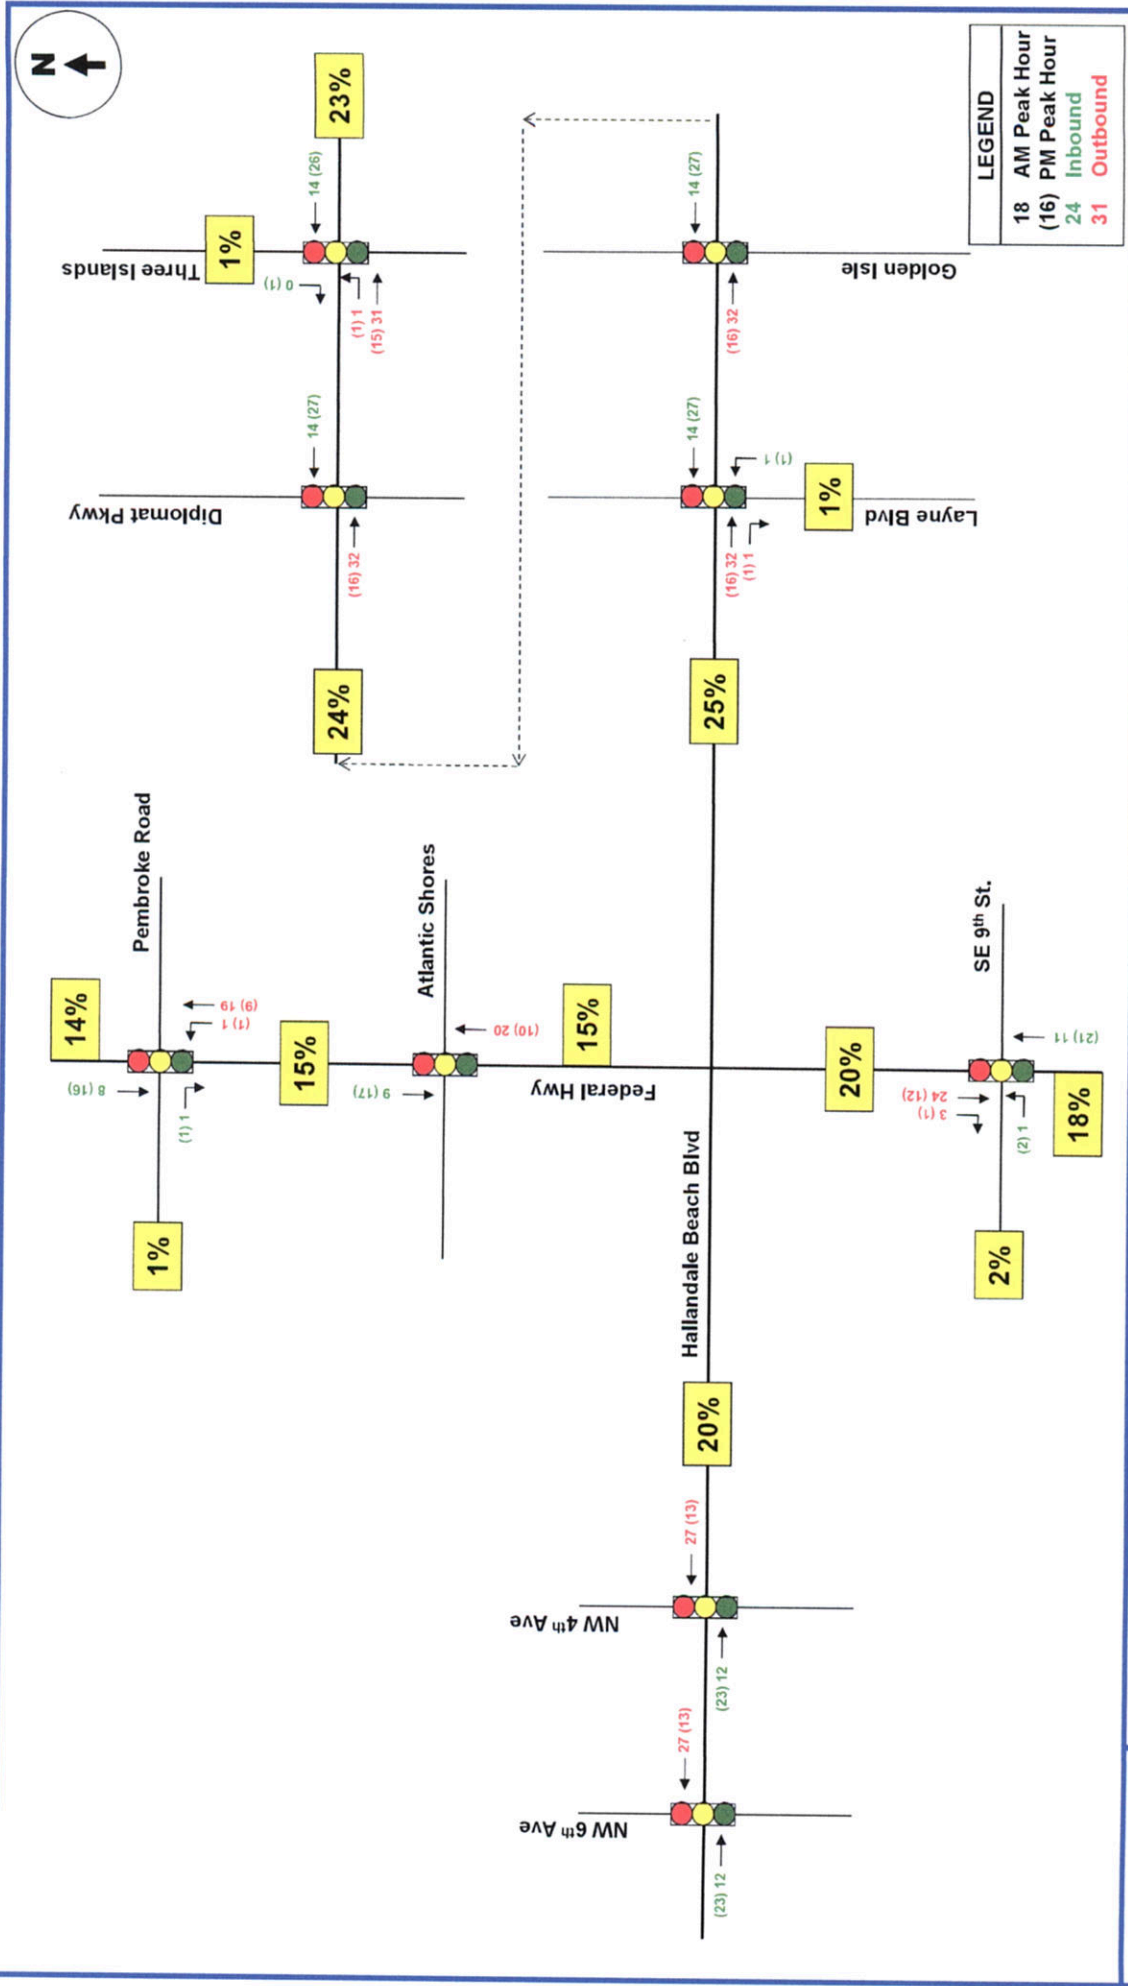 N
23%
14 (26)
1%
Three Islands
0 (1)
(1) 1
(15) 31
14 (27)
Diplomat Pkwy
(16) 32
24%
Pembroke Road
14%
(9) 19
(1) 1
8 (16)
(1) 1
15%
1%
Atlantic Shores
(10) 20
9 (17)
15%
Federal Hwy
14 (27)
Golden Isle
(16) 32
14 (27)
(1) 1
(16) 32
(1) 1
1%
Layne Blvd
25%
20%
Hallandale Beach Blvd
20%
SE 9th St.
(21) 11
24 (12)
3 (1)
(2) 1
18%
2%
27 (13)
NW 4th Ave
(23) 12
27 (13)
NW 6th Ave
(23) 12
LEGEND
18 AM Peak Hour
(16) PM Peak Hour
24 Inbound
31 Outbound